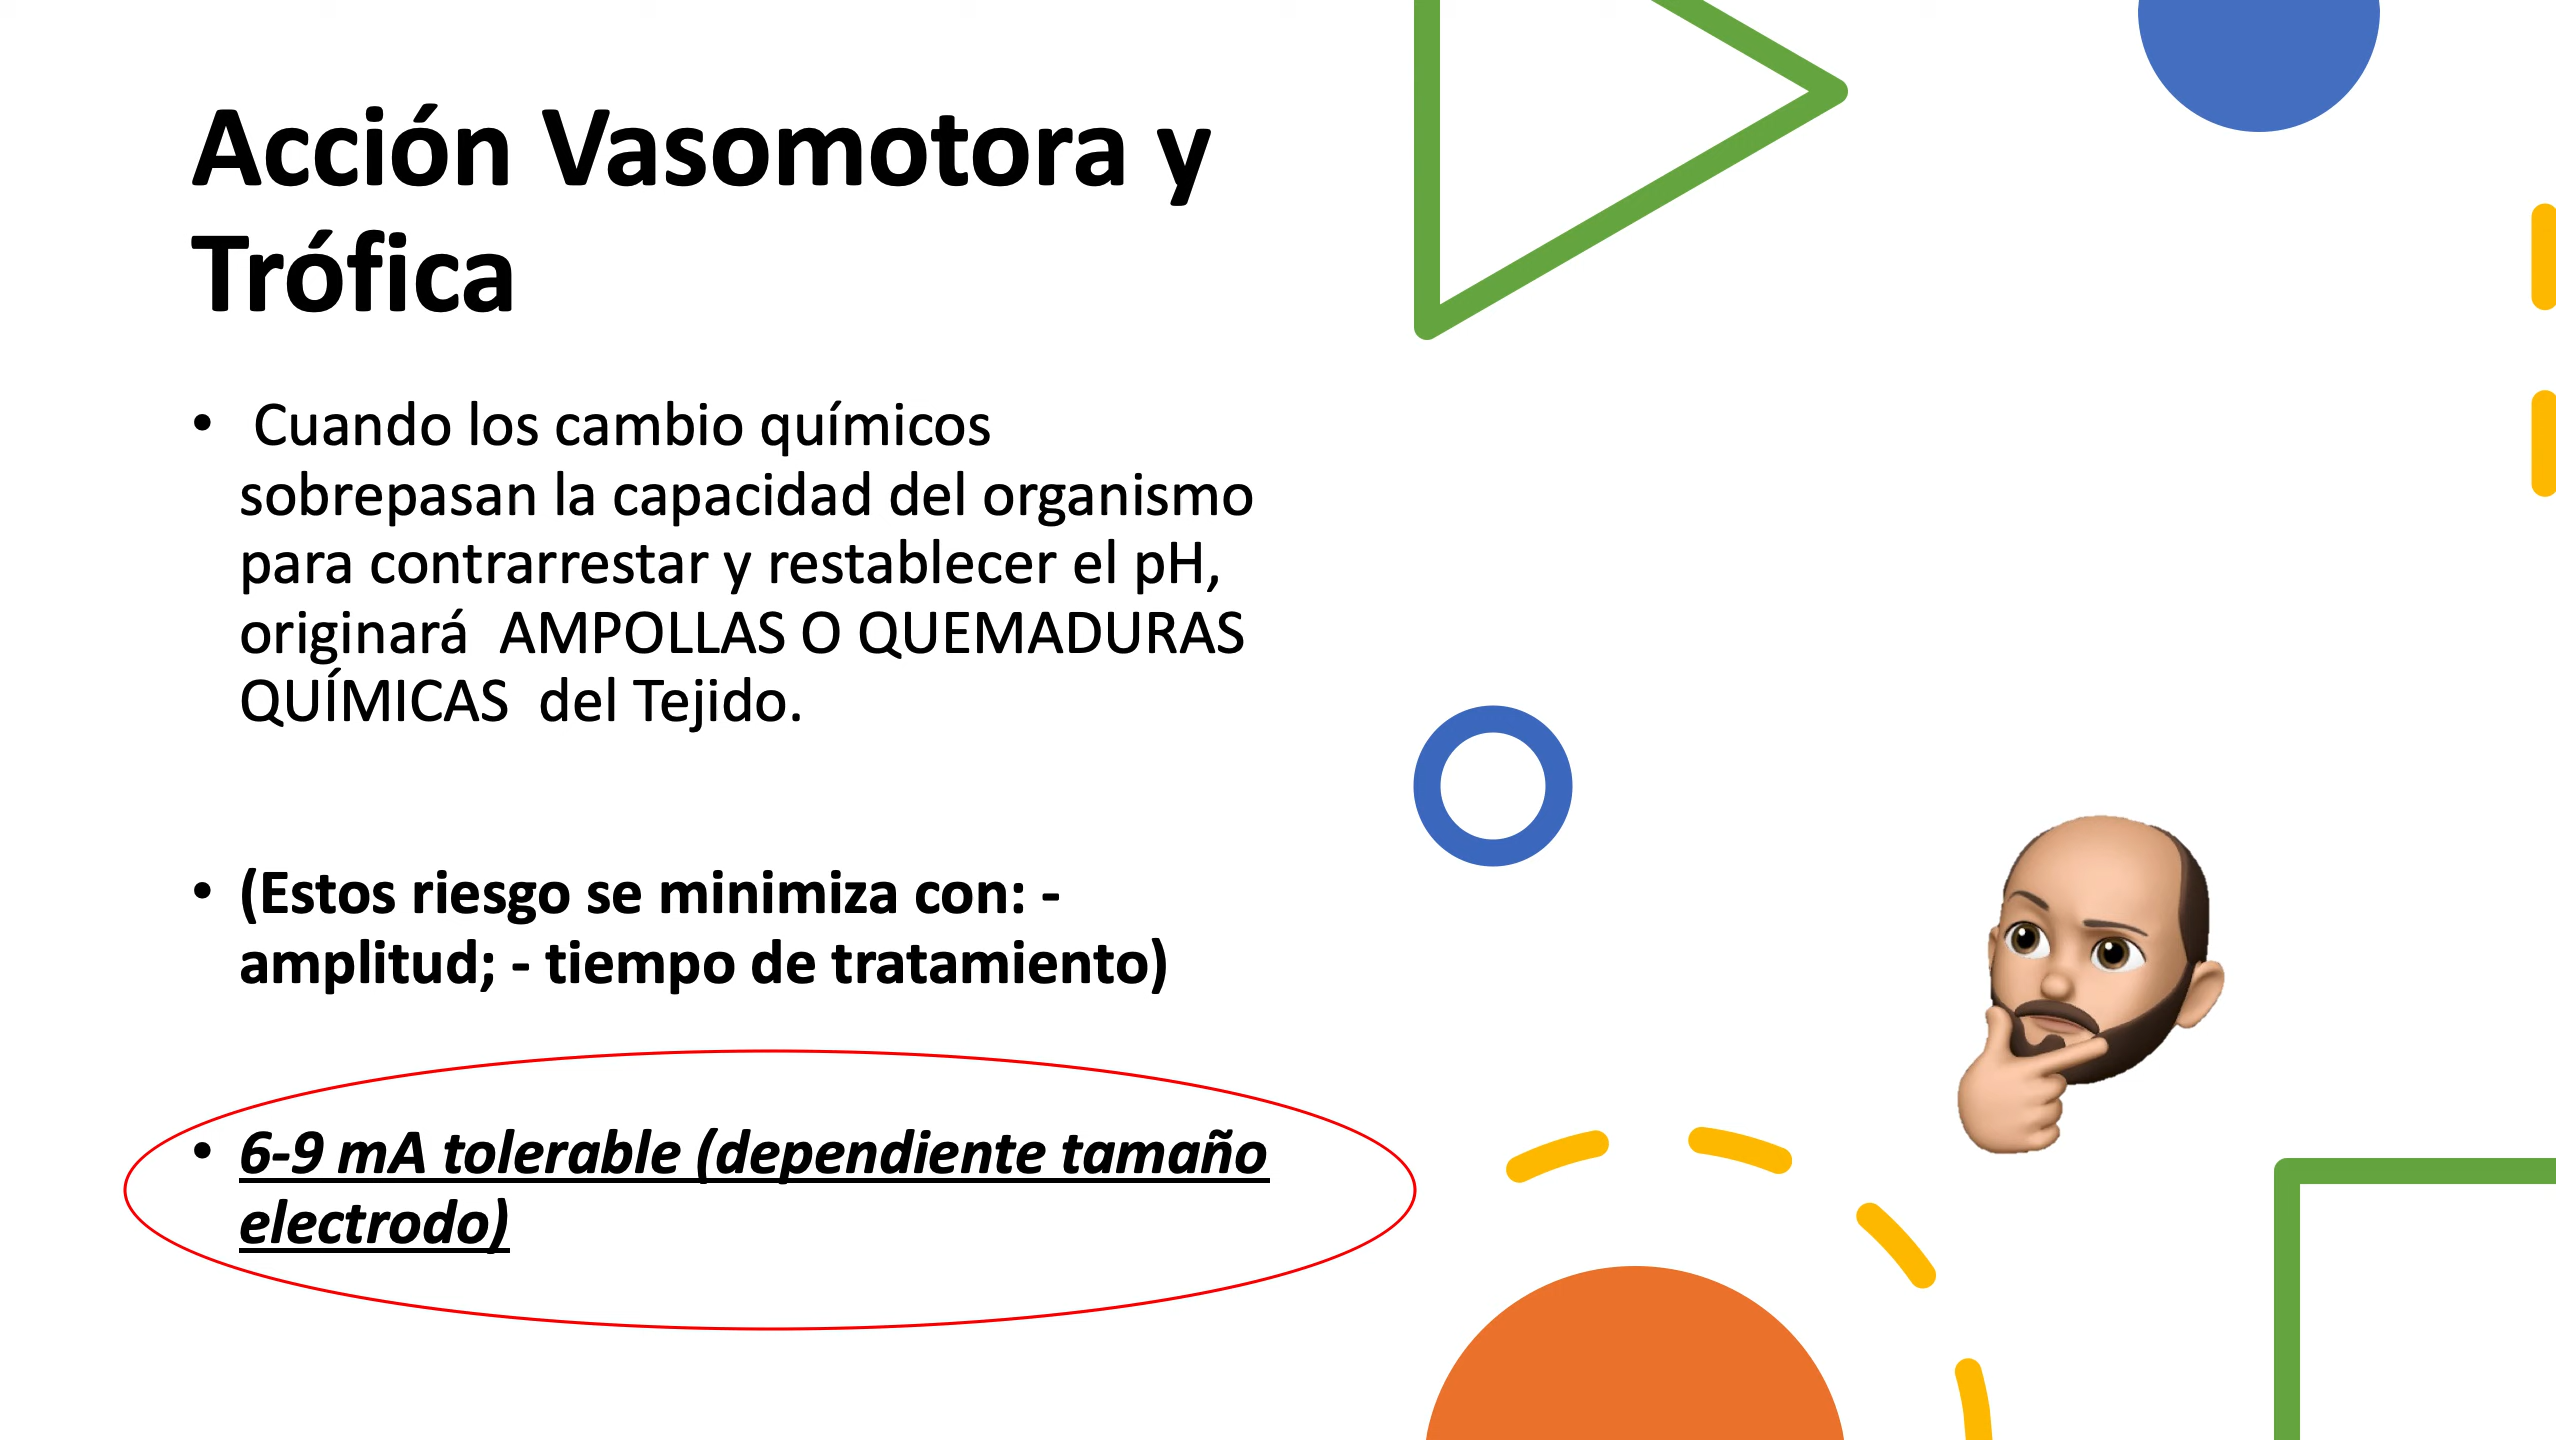 Acción Vasomotora y
Trófica
• Cuando los cambio químicos
sobrepasan la capacidad del organismo
para contrarrestar y restablecer el pH,
originará AMPOLLAS O QUEMADURAS
QUÍMICAS del Tejido.
• (Estos riesgo se minimiza con: -
amplitud; - tiempo de tratamiento)
• 6-9 mA tolerable (dependiente tamaño
electrodo)